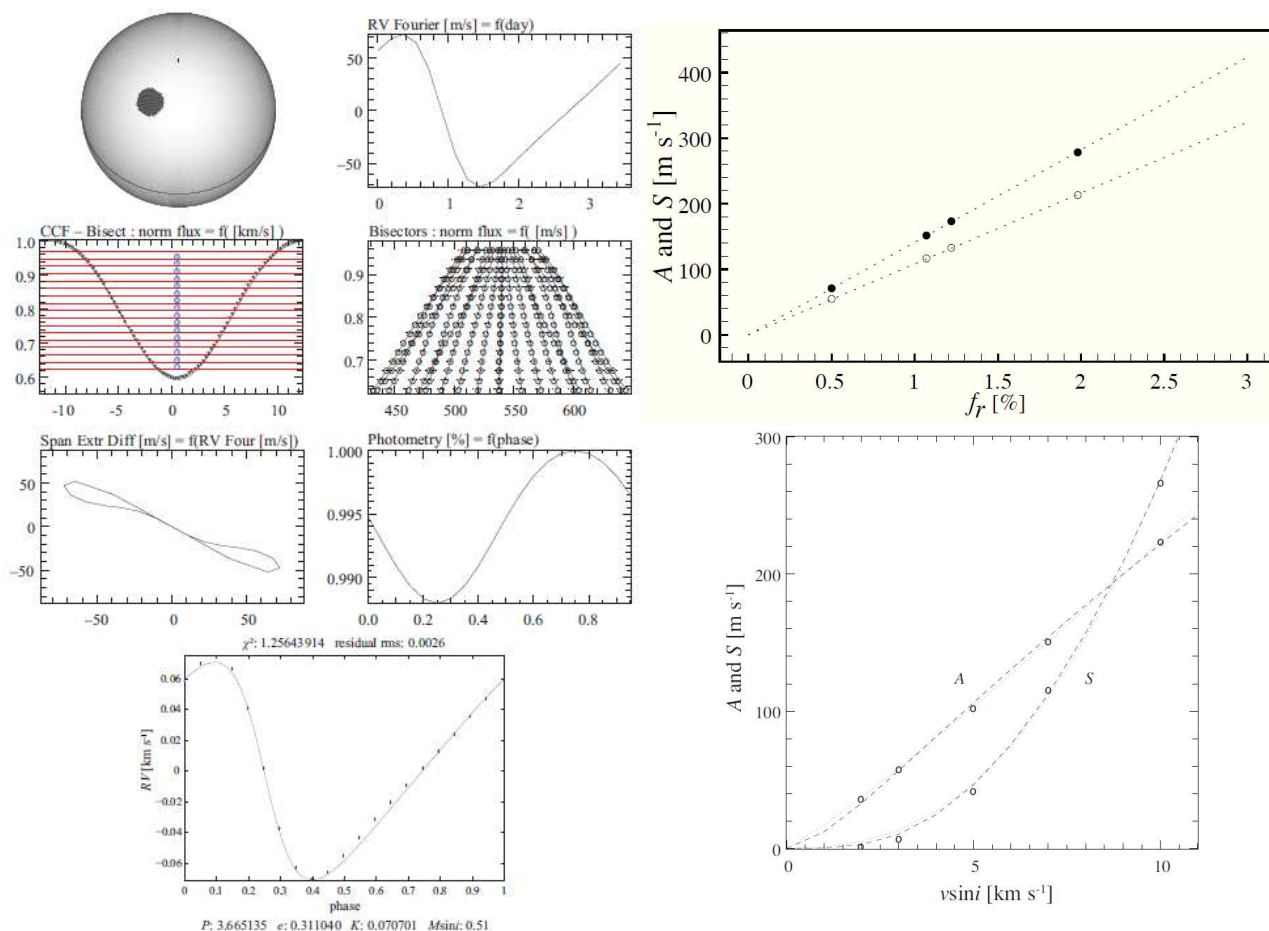 RV Fourier [m/s] = f(day)
50
0
−50
0 1 2 3
CCF – Bisect : norm flux = f( [km/s] )
1.0
0.9
0.8
0.7
0.6
−10 −5 0 5 10
Bisectors : norm flux = f( [m/s] )
0.9
0.8
0.7
450 500 550 600
Span Extr Diff [m/s] = f(RV Four [m/s])
50
0
−50
−50 0 50
Photometry [%] = f(phase)
1.000
0.995
0.990
0.0 0.2 0.4 0.6 0.8
χ²: 1.25643914 residual rms: 0.0026
0.06
0.04
0.02
0
−0.02
−0.04
−0.06
RV [km s⁻¹]
0 0.1 0.2 0.3 0.4 0.5 0.6 0.7 0.8 0.9 1
phase
P: 3.665135 e: 0.311040 K: 0.070701 Msini: 0.51
A and S [m s⁻¹]
400
300
200
100
0
0 0.5 1 1.5 2 2.5 3
fr [%]
A and S [m s⁻¹]
300
200
100
0
A
S
0 5 10
vsini [km s⁻¹]